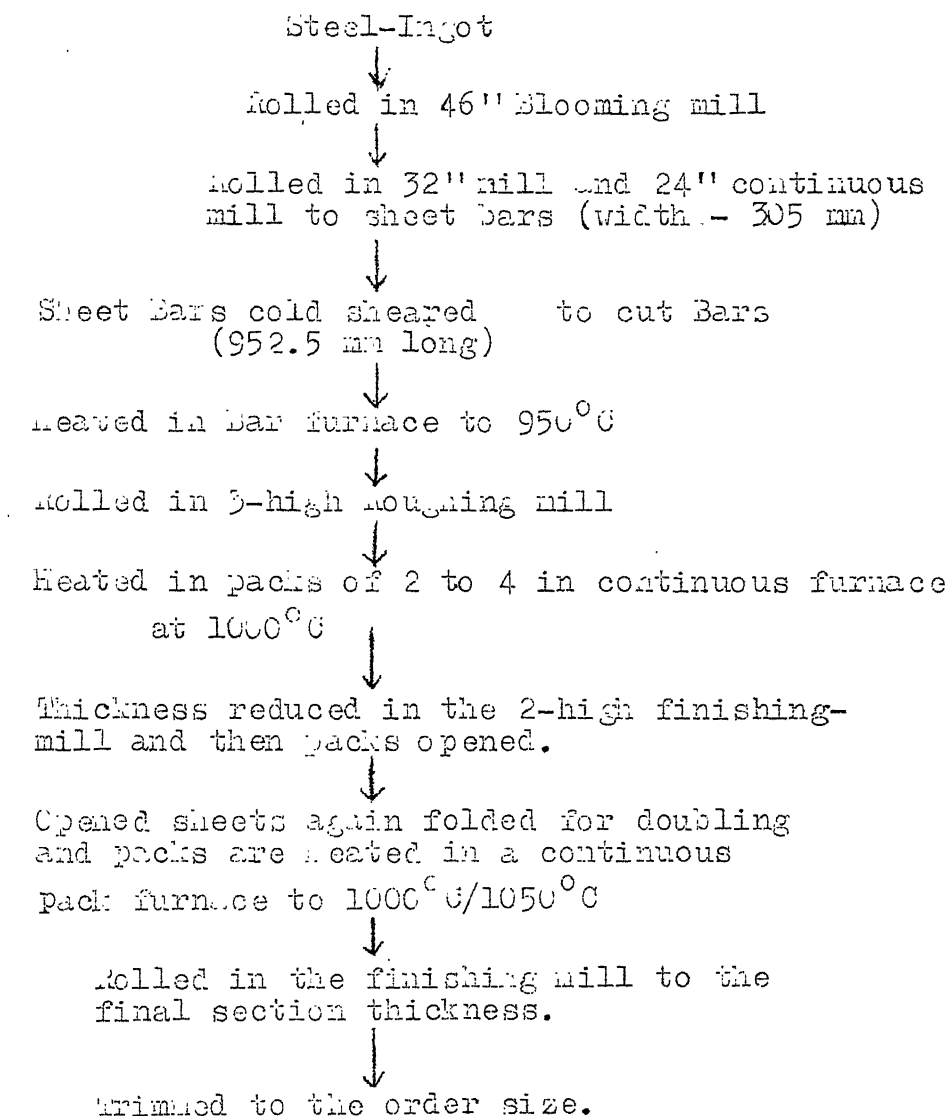 Steel-Ingot
Rolled in 46" Blooming mill
Rolled in 32" mill and 24" continuous
mill to sheet bars (width - 305 mm)
Sheet Bars cold sheared to cut Bars
(952.5 mm long)
Heated in Bar furnace to 950°C
Rolled in 3-high Roughing mill
Heated in packs of 2 to 4 in continuous furnace
at 1000°C
Thickness reduced in the 2-high finishing-
mill and then packs opened.
Opened sheets again folded for doubling
and packs are heated in a continuous
pack furnace to 1000°C/1050°C
Rolled in the finishing mill to the
final section thickness.
Trimmed to the order size.